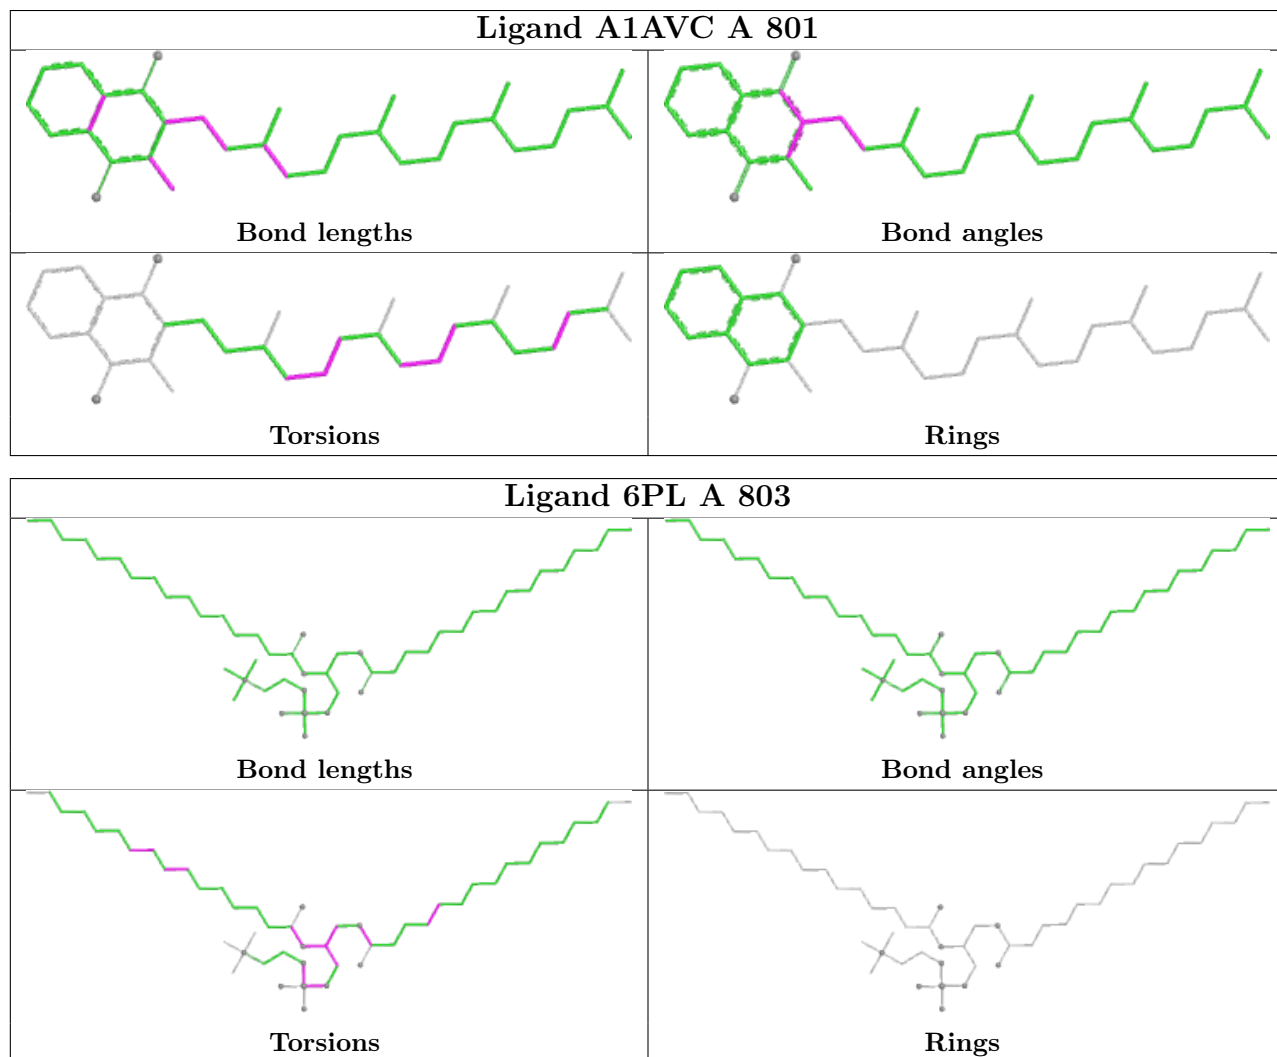 Ligand A1AVC A 801
Bond lengths
Bond angles
Torsions
Rings
Ligand 6PL A 803
Bond lengths
Bond angles
Torsions
Rings